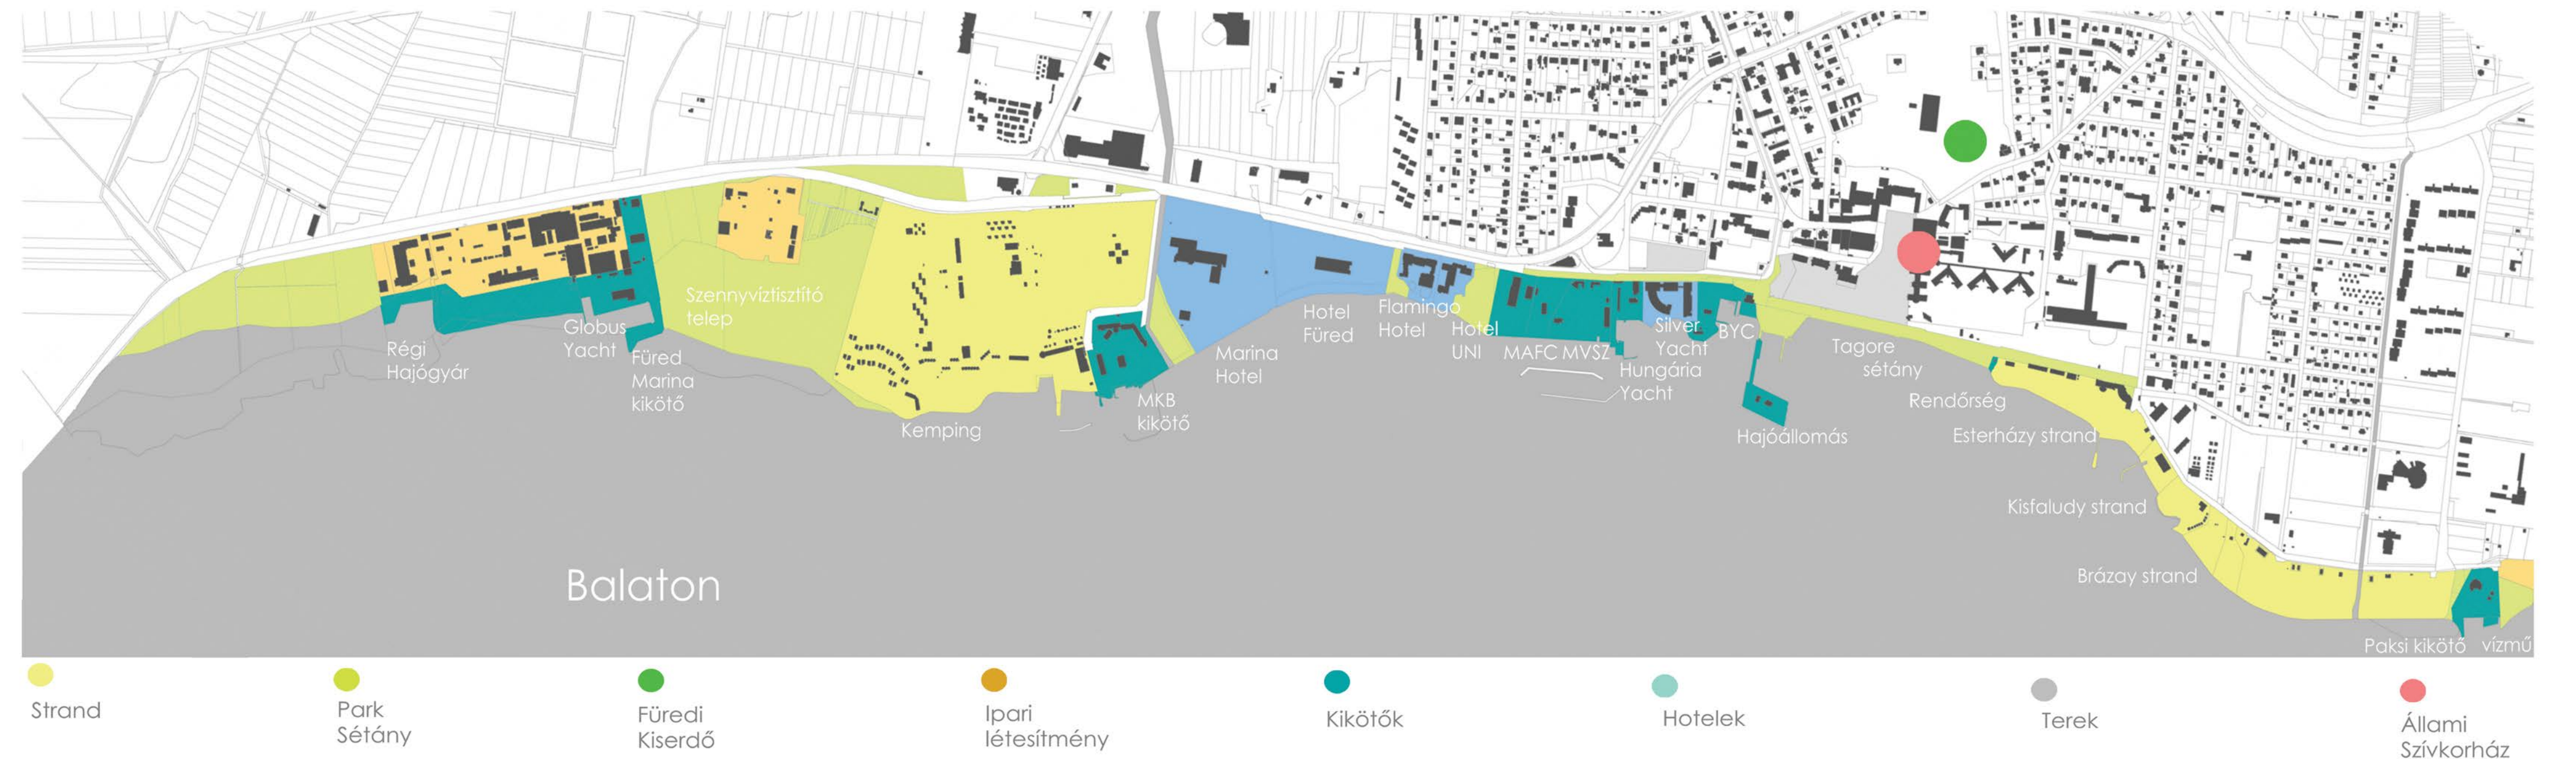 Szennyvíztisztító
telep
Globus
Yacht
Régi
Hajógyár
Füred
Marina
kikötő
Kemping
MKB
kikötő
Marina
Hotel
Hotel
Füred
Flamingo
Hotel
Hotel
UNI
MAFC MVSZ
Silver
Yacht
BYC
Hungária
Yacht
Hajóállomás
Tagore
sétány
Rendőrség
Esterházy strand
Kisfaludy strand
Brázay strand
Paksi kikötő
vízmű
Balaton
Strand
Park
Sétány
Füredi
Kiserdő
Ipari
létesítmény
Kikötők
Hotelek
Terek
Állami
Szívkorház